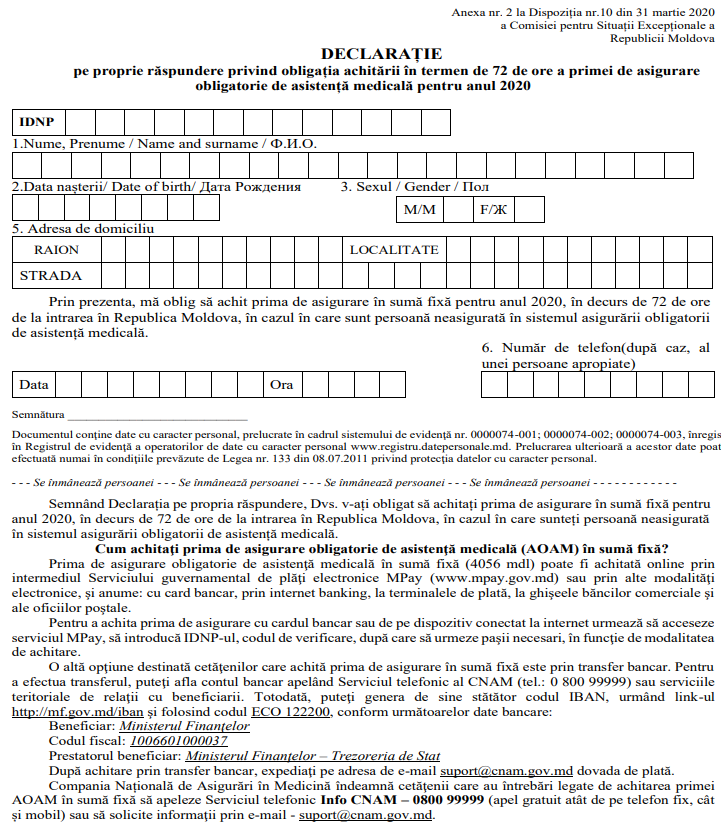 Anexa nr. 2 la Dispoziția nr.10 din 31 martie 2020
a Comisiei pentru Situații Excepționale a
Republicii Moldova
DECLARAȚIE
pe proprie răspundere privind obligația achitării în termen de 72 de ore a primei de asigurare
obligatorie de asistență medicală pentru anul 2020
IDNP
1.Nume, Prenume / Name and surname / Ф.И.О.
2.Data nașterii/ Date of birth/ Дата Рождения 3. Sexul / Gender / Пол
M/M F/Ж
5. Adresa de domiciliu
RAION LOCALITATE
STRADA
Prin prezenta, mă oblig să achit prima de asigurare în sumă fixă pentru anul 2020, în decurs de 72 de ore
de la intrarea în Republica Moldova, în cazul în care sunt persoană neasigurată în sistemul asigurării obligatorii
de asistență medicală.
6. Număr de telefon(după caz, al
unei persoane apropiate)
Data Ora
Semnătura ______________________________
Documentul conține date cu caracter personal, prelucrate în cadrul sistemului de evidență nr. 0000074-001; 0000074-002; 0000074-003, înregis
în Registrul de evidență a operatorilor de date cu caracter personal www.registru.datepersonale.md. Prelucrarea ulterioară a acestor date poat
efectuată numai în condițiile prevăzute de Legea nr. 133 din 08.07.2011 privind protecția datelor cu caracter personal.
- - - Se înmânează persoanei - - - Se înmânează persoanei - - - Se înmânează persoanei - - - Se înmânează persoanei - - - - - - - - - - - -
Semnând Declarația pe propria răspundere, Dvs. v-ați obligat să achitați prima de asigurare în sumă fixă pentru
anul 2020, în decurs de 72 de ore de la intrarea în Republica Moldova, în cazul în care sunteți persoană neasigurată
în sistemul asigurării obligatorii de asistență medicală.
Cum achitați prima de asigurare obligatorie de asistență medicală (AOAM) în sumă fixă?
Prima de asigurare obligatorie de asistență medicală în sumă fixă (4056 mdl) poate fi achitată online prin
intermediul Serviciului guvernamental de plăți electronice MPay (www.mpay.gov.md) sau prin alte modalități
electronice, și anume: cu card bancar, prin internet banking, la terminalele de plată, la ghișeele băncilor comerciale și
ale oficiilor poștale.
Pentru a achita prima de asigurare cu cardul bancar sau de pe dispozitiv conectat la internet urmează să acceseze
serviciul MPay, să introducă IDNP-ul, codul de verificare, după care să urmeze pașii necesari, în funcție de modalitatea
de achitare.
O altă opțiune destinată cetățenilor care achită prima de asigurare în sumă fixă este prin transfer bancar. Pentru
a efectua transferul, puteți afla contul bancar apelând Serviciul telefonic al CNAM (tel.: 0 800 99999) sau serviciile
teritoriale de relații cu beneficiarii. Totodată, puteți genera de sine stătător codul IBAN, urmând link-ul
http://mf.gov.md/iban și folosind codul ECO 122200, conform următoarelor date bancare:
Beneficiar: Ministerul Finanțelor
Codul fiscal: 1006601000037
Prestatorul beneficiar: Ministerul Finanțelor – Trezoreria de Stat
După achitare prin transfer bancar, expediați pe adresa de e-mail suport@cnam.gov.md dovada de plată.
Compania Națională de Asigurări în Medicină îndeamnă cetățenii care au întrebări legate de achitarea primei
AOAM în sumă fixă să apeleze Serviciul telefonic Info CNAM – 0800 99999 (apel gratuit atât de pe telefon fix, cât
și mobil) sau să solicite informații prin e-mail - suport@cnam.gov.md.